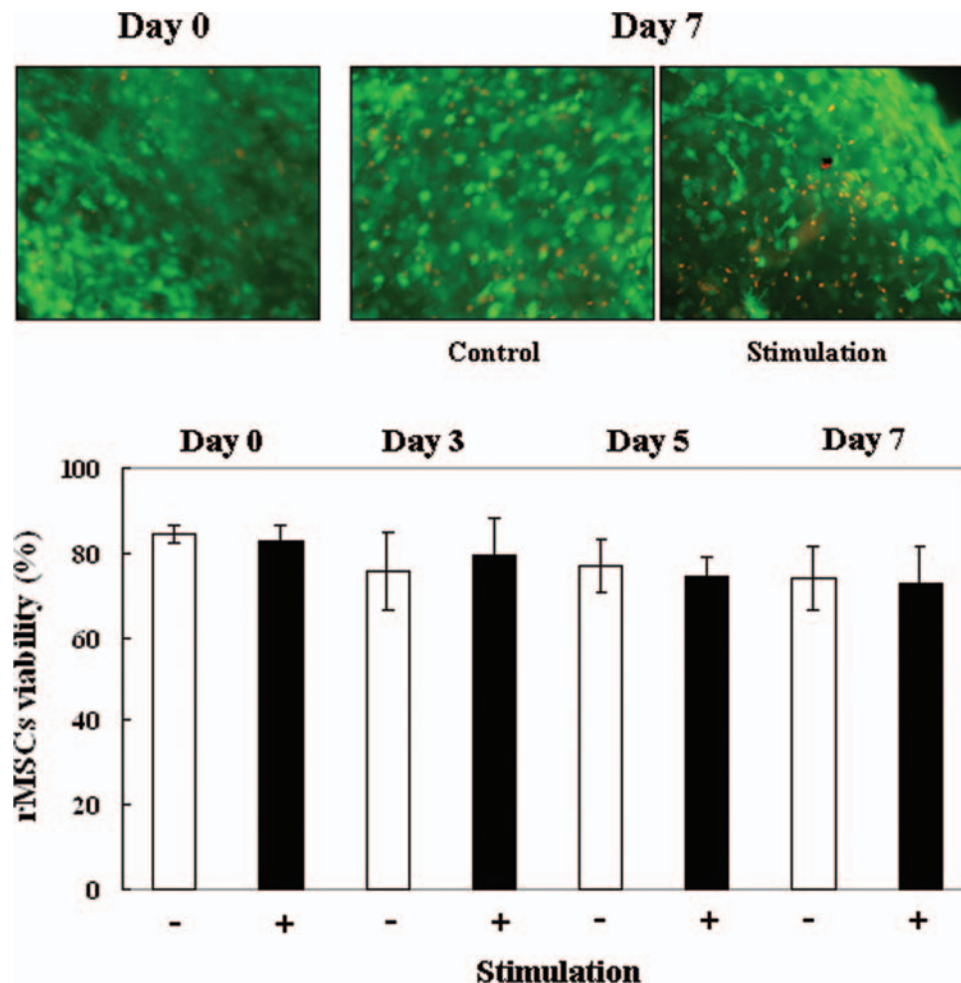 Day 0 Day 7
Control Stimulation
Day 0 Day 3 Day 5 Day 7
100
80
60
40
20
0
rMSCs viability (%)
- + - + - + - +
Stimulation